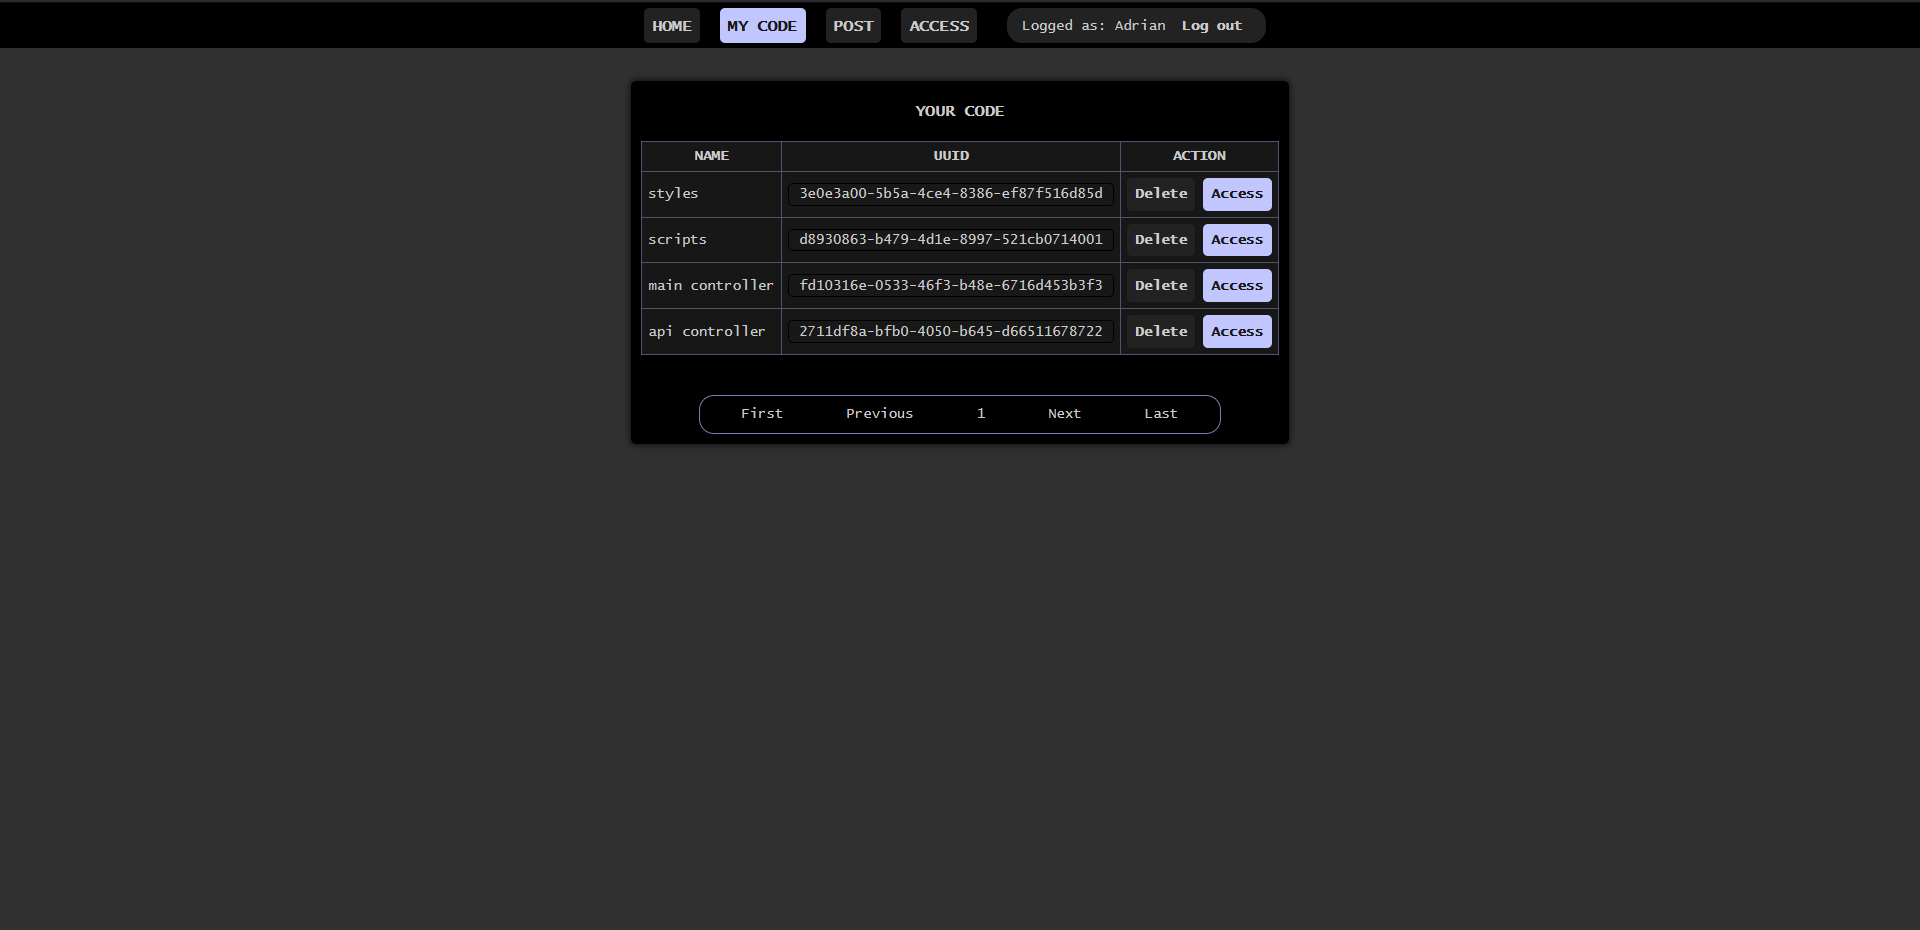 HOME MY CODE POST ACCESS Logged as: Adrian Log out
YOUR CODE
NAME UUID ACTION
styles 3e0e3a00-5b5a-4ce4-8386-ef87f516d85d Delete Access
scripts d8930863-b479-4d1e-8997-521cb0714001 Delete Access
main controller fd10316e-0533-46f3-b48e-6716d453b3f3 Delete Access
api controller 2711df8a-bfb0-4050-b645-d66511678722 Delete Access
First Previous 1 Next Last